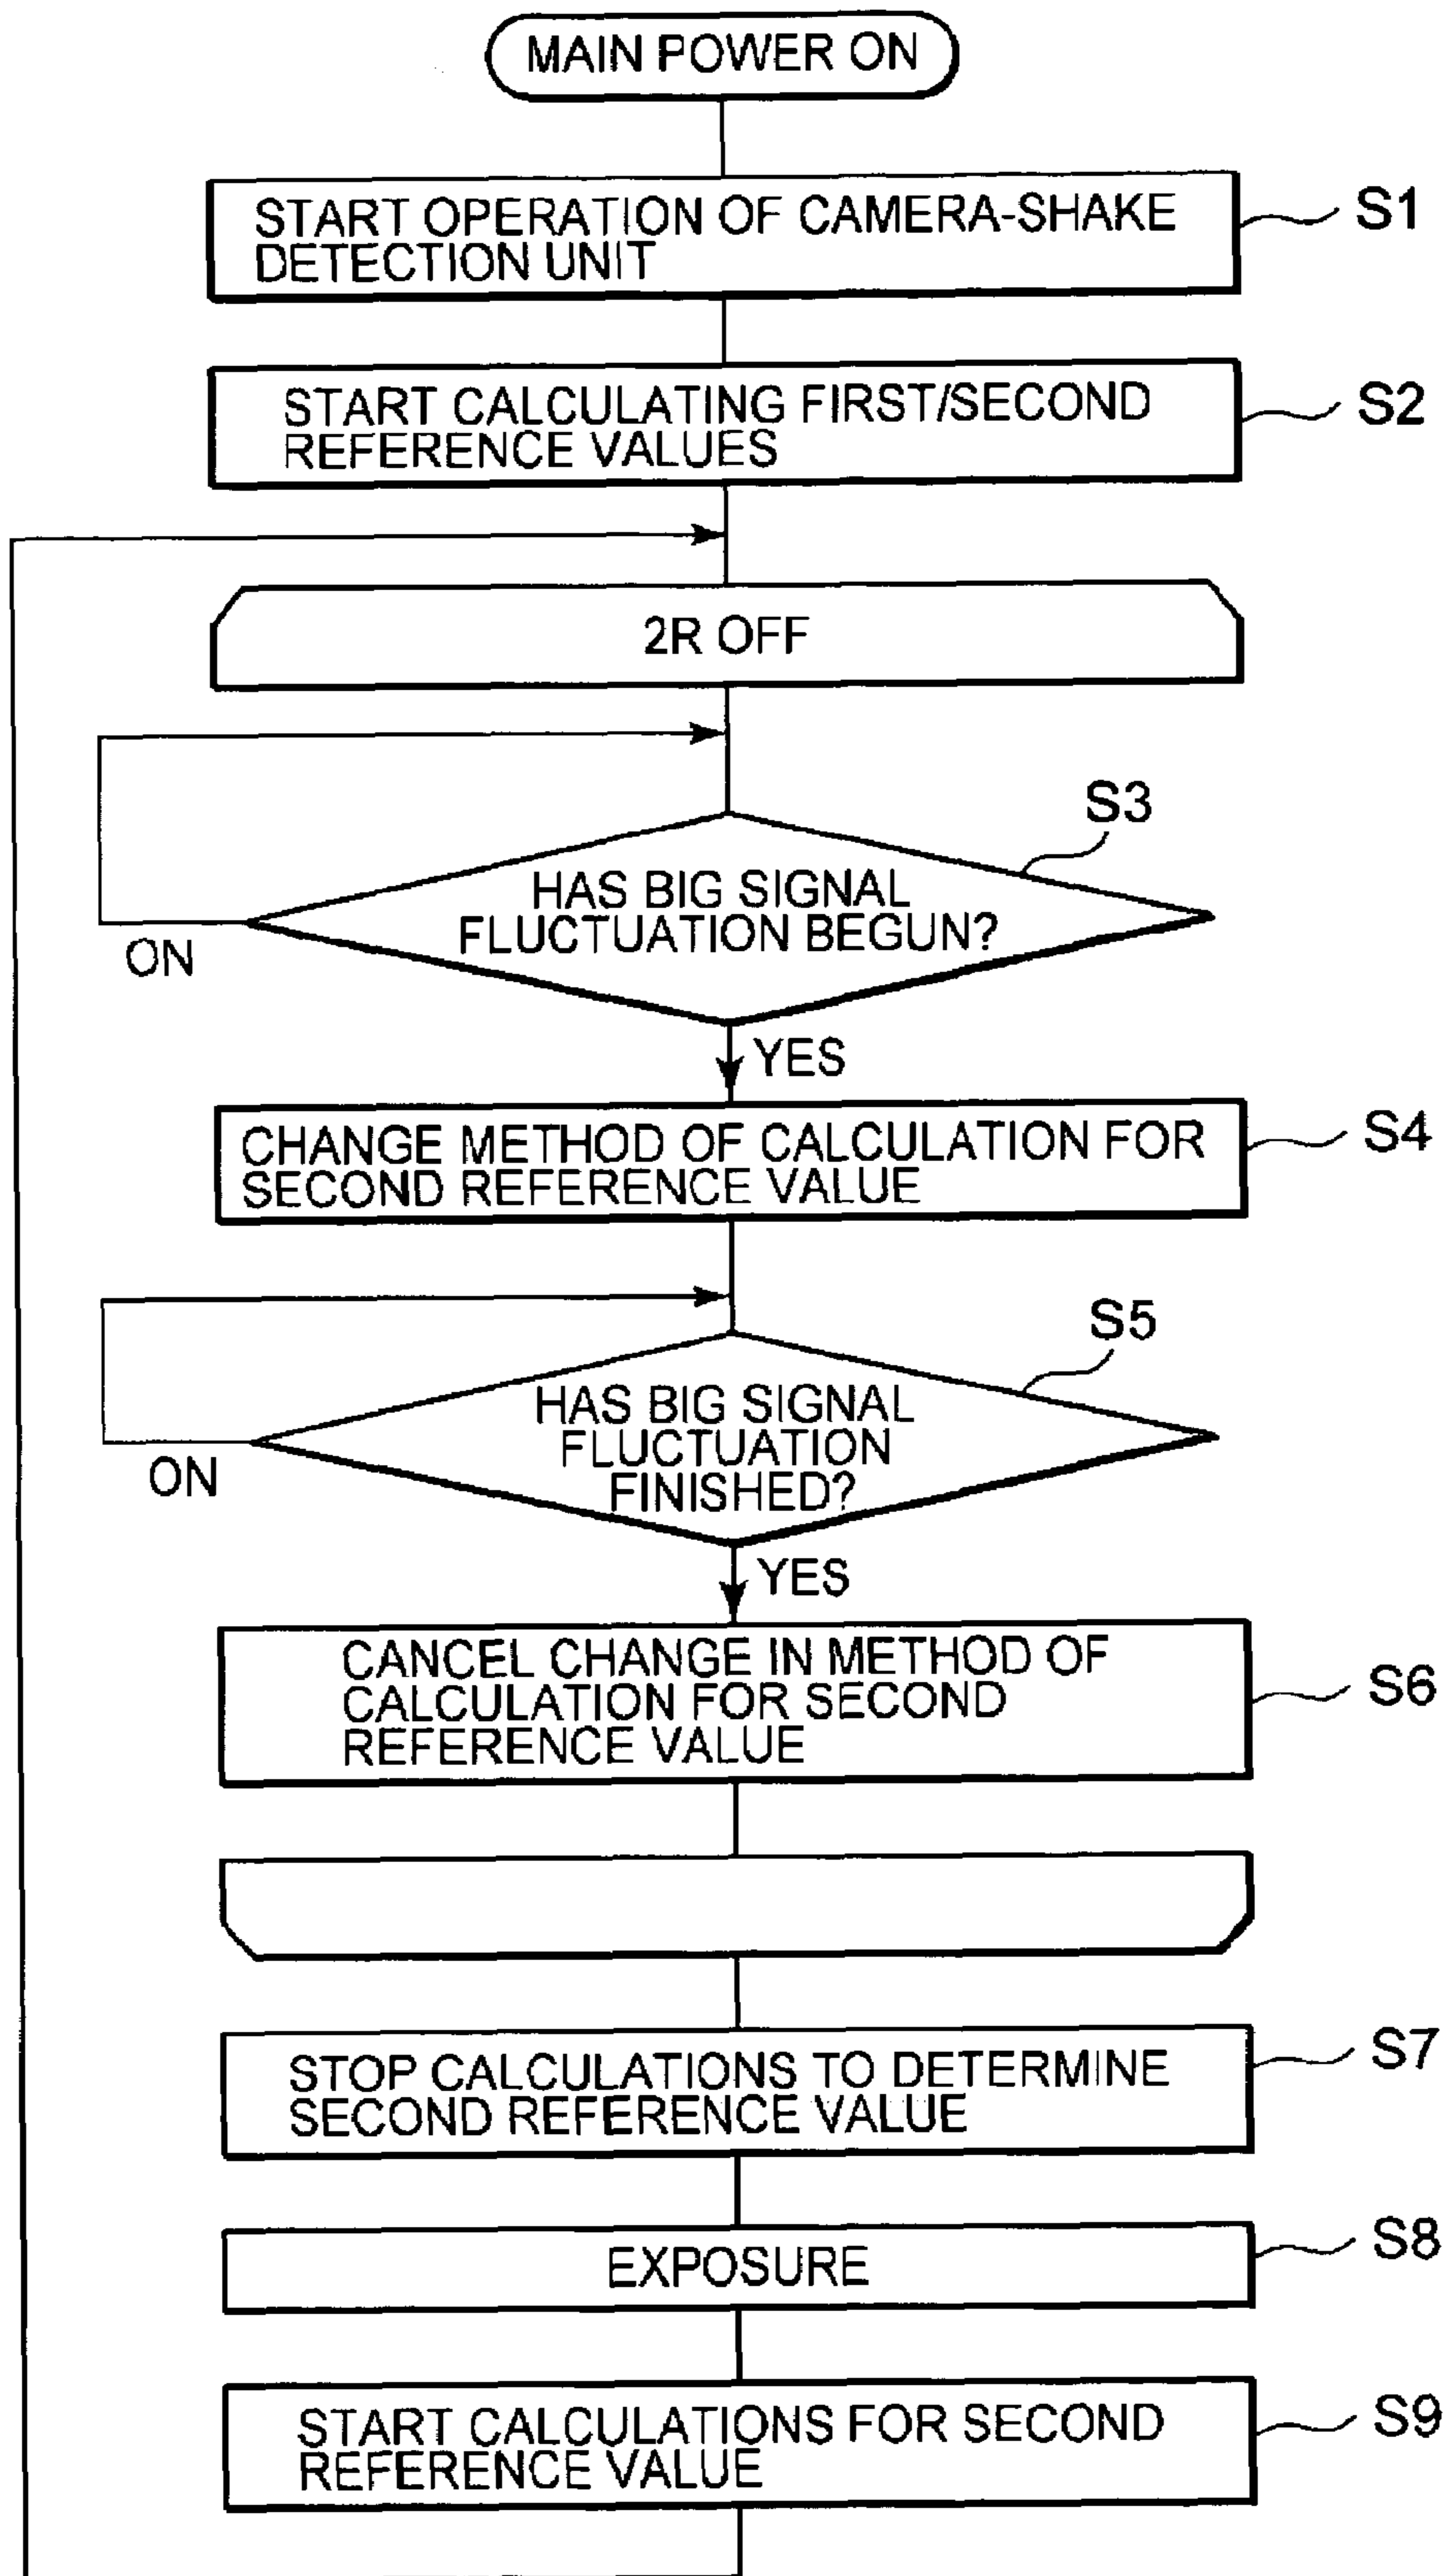 MAIN POWER ON
START OPERATION OF CAMERA-SHAKE
DETECTION UNIT
S1
START CALCULATING FIRST/SECOND
REFERENCE VALUES
S2
2R OFF
S3
HAS BIG SIGNAL
FLUCTUATION BEGUN?
ON
YES
CHANGE METHOD OF CALCULATION FOR
SECOND REFERENCE VALUE
S4
S5
HAS BIG SIGNAL
FLUCTUATION
FINISHED?
ON
YES
CANCEL CHANGE IN METHOD OF
CALCULATION FOR SECOND
REFERENCE VALUE
S6
STOP CALCULATIONS TO DETERMINE
SECOND REFERENCE VALUE
S7
EXPOSURE
S8
START CALCULATIONS FOR SECOND
REFERENCE VALUE
S9